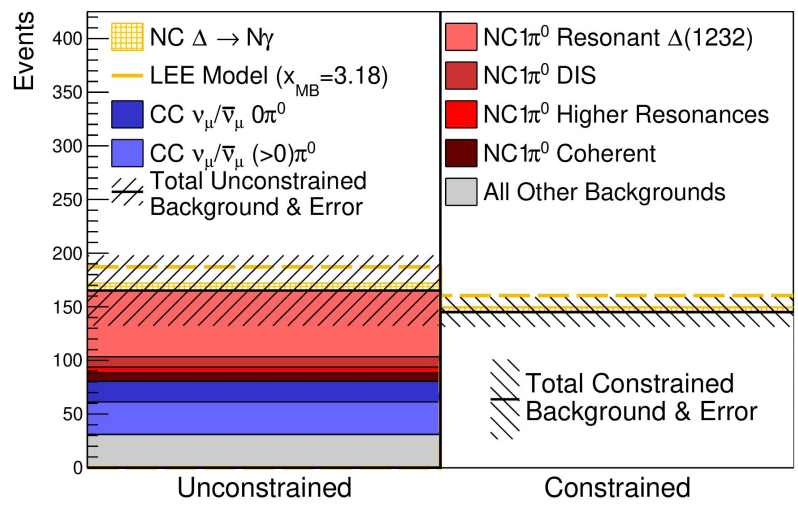 Events
400
350
300
250
200
150
100
50
0
NC Δ → Nγ
LEE Model (x_MB=3.18)
CC ν_μ/ν̅_μ 0π⁰
CC ν_μ/ν̅_μ (>0)π⁰
Total Unconstrained
Background & Error
NC1π⁰ Resonant Δ(1232)
NC1π⁰ DIS
NC1π⁰ Higher Resonances
NC1π⁰ Coherent
All Other Backgrounds
Total Constrained
Background & Error
Unconstrained
Constrained